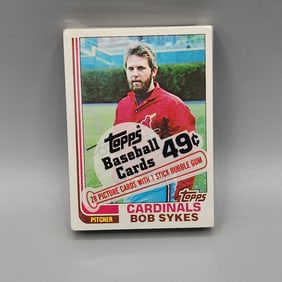 Topps
Baseball
Cards 49¢
28 PICTURE CARDS WITH 1 STICK BUBBLE GUM
Topps
CARDINALS
PITCHER BOB SYKES